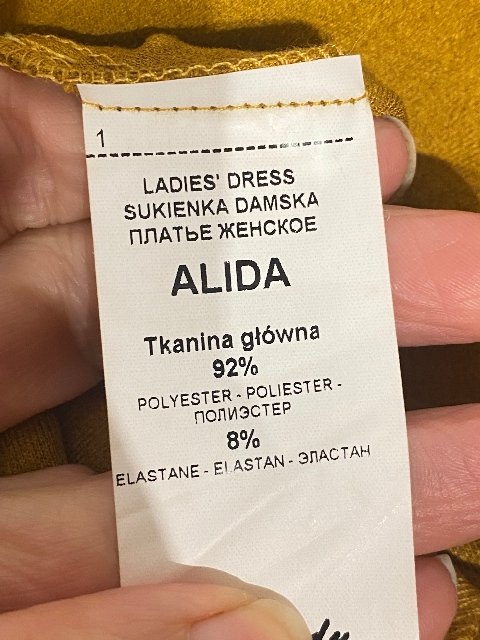 1
LADIES' DRESS
SUKIENKA DAMSKA
ПЛАТЬЕ ЖЕНСКОЕ
ALIDA
Tkanina główna
92%
POLYESTER - POLIESTER -
ПОЛИЭСТЕР
8%
ELASTANE - ELASTAN - ЭЛАСТАН